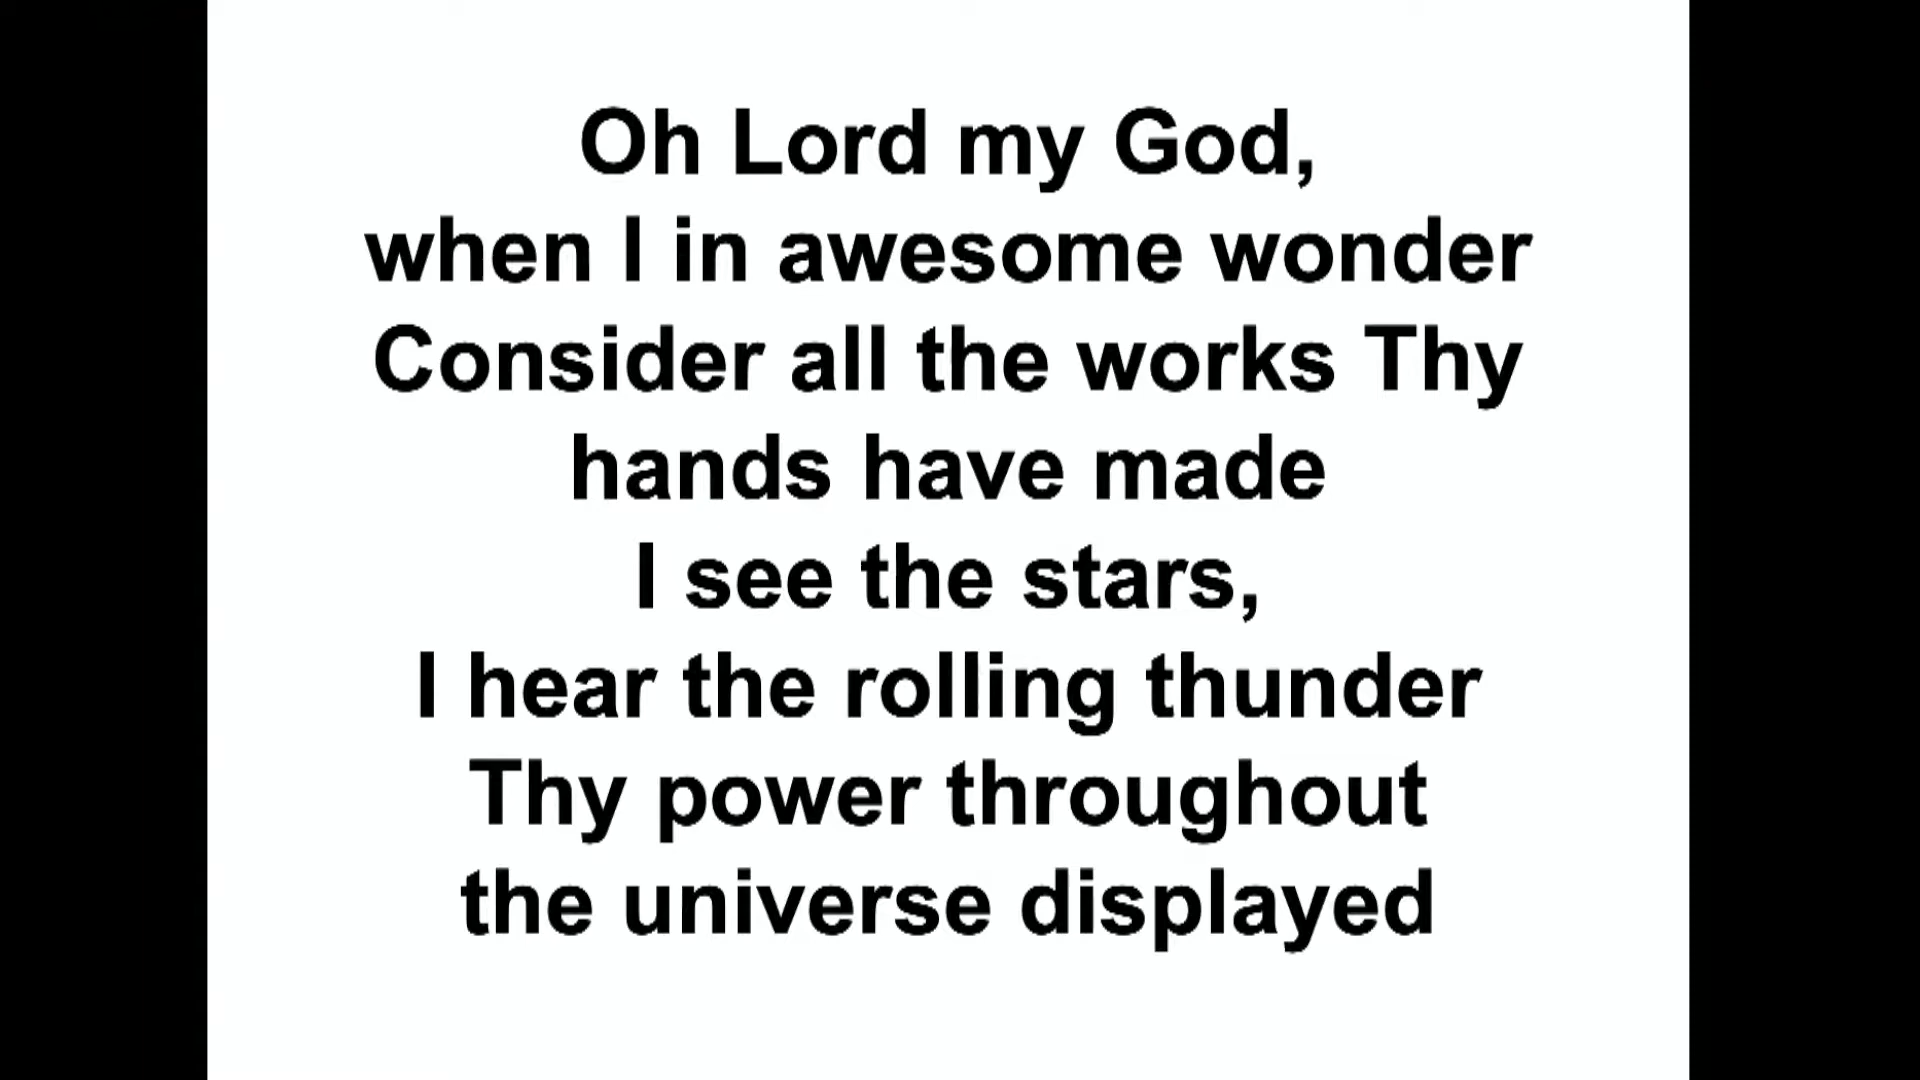 Oh Lord my God,
when I in awesome wonder
Consider all the works Thy
hands have made
I see the stars,
I hear the rolling thunder
Thy power throughout
the universe displayed